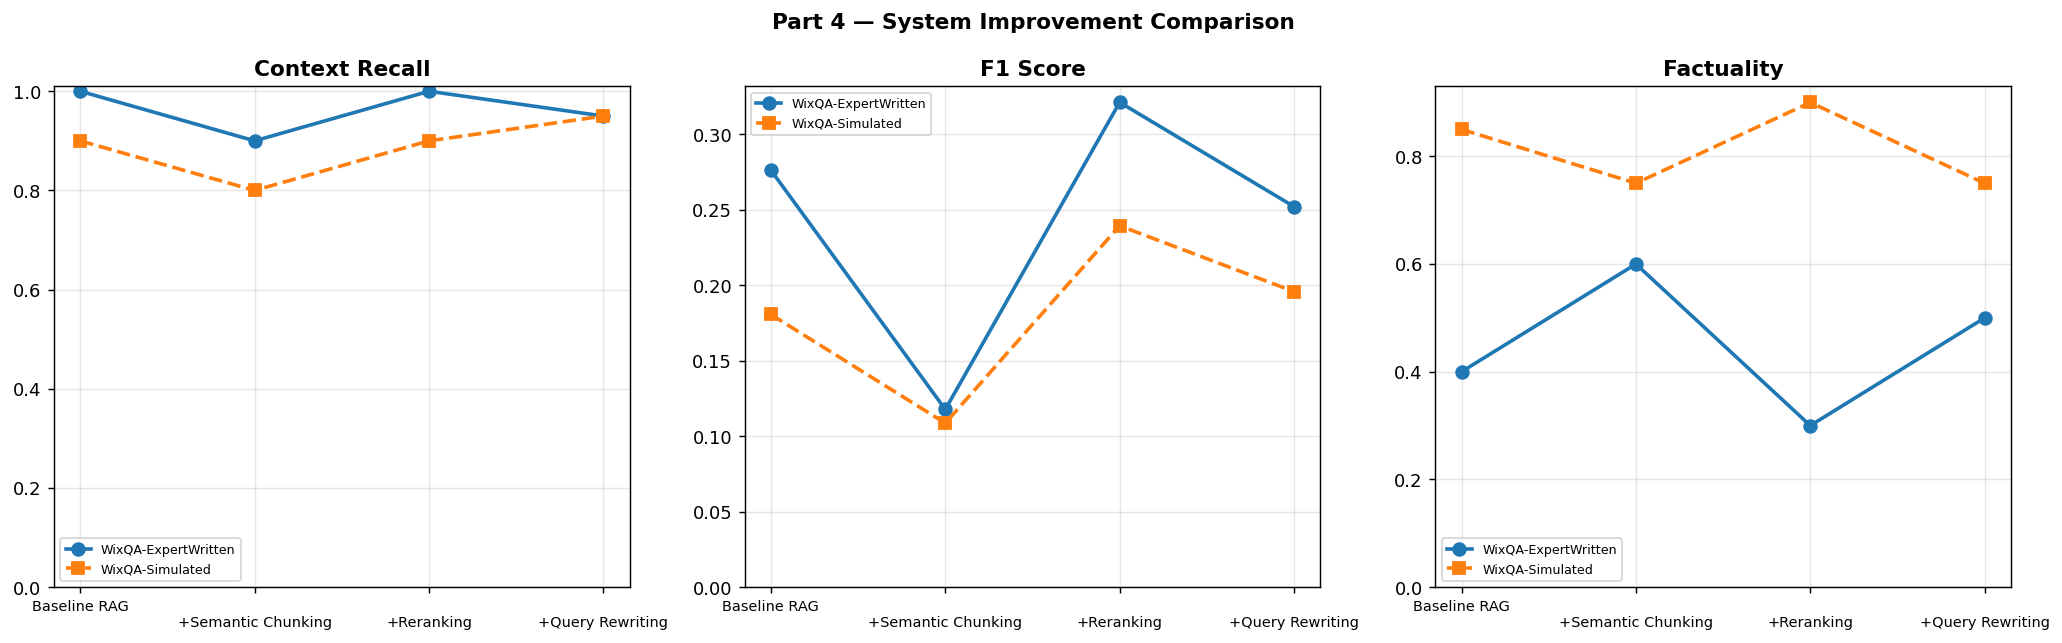 Part 4 — System Improvement Comparison
Context Recall
1.0
0.8
0.6
0.4
0.2
0.0
WixQA-ExpertWritten
WixQA-Simulated
Baseline RAG
+Semantic Chunking
+Reranking
+Query Rewriting
F1 Score
WixQA-ExpertWritten
WixQA-Simulated
0.30
0.25
0.20
0.15
0.10
0.05
0.00
Baseline RAG
+Semantic Chunking
+Reranking
+Query Rewriting
Factuality
0.8
0.6
0.4
0.2
0.0
WixQA-ExpertWritten
WixQA-Simulated
Baseline RAG
+Semantic Chunking
+Reranking
+Query Rewriting